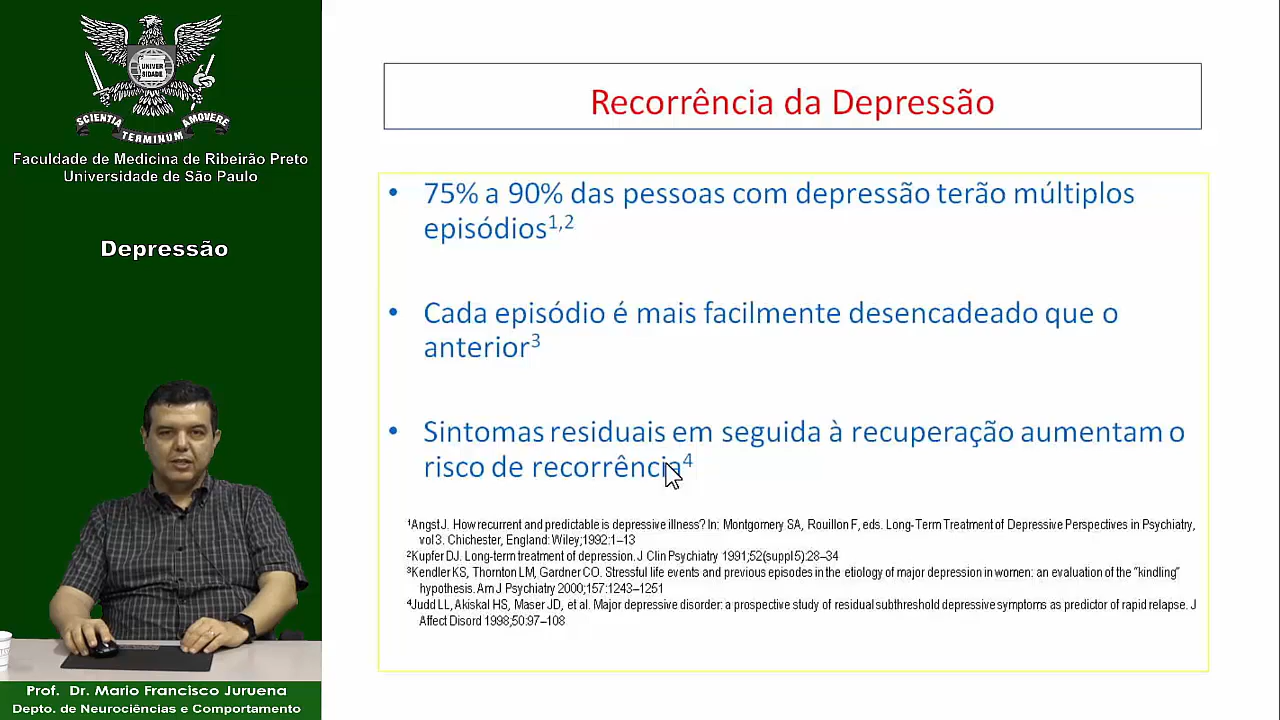 UNIVER
SIDADE
SCIENTIA
TERMINUM
AMOVERE
Faculdade de Medicina de Ribeirão Preto
Universidade de São Paulo
Depressão
Prof. Dr. Mario Francisco Juruena
Depto. de Neurociências e Comportamento
Recorrência da Depressão
• 75% a 90% das pessoas com depressão terão múltiplos
episódios1,2
• Cada episódio é mais facilmente desencadeado que o
anterior3
• Sintomas residuais em seguida à recuperação aumentam o
risco de recorrência4
1Angst J. How recurrent and predictable is depressive illness? In: Montgomery SA, Rouillon F, eds. Long-Term Treatment of Depressive Perspectives in Psychiatry,
vol 3. Chichester, England: Wiley;1992:1–13
2Kupfer DJ. Long-term treatment of depression. J Clin Psychiatry 1991;52(suppl 5):28–34
3Kendler KS, Thornton LM, Gardner CO. Stressful life events and previous episodes in the etiology of major depression in women: an evaluation of the “kindling”
hypothesis. Am J Psychiatry 2000;157:1243–1251
4Judd LL, Akiskal HS, Maser JD, et al. Major depressive disorder: a prospective study of residual subthreshold depressive symptoms as predictor of rapid relapse. J
Affect Disord 1998;50:97–108